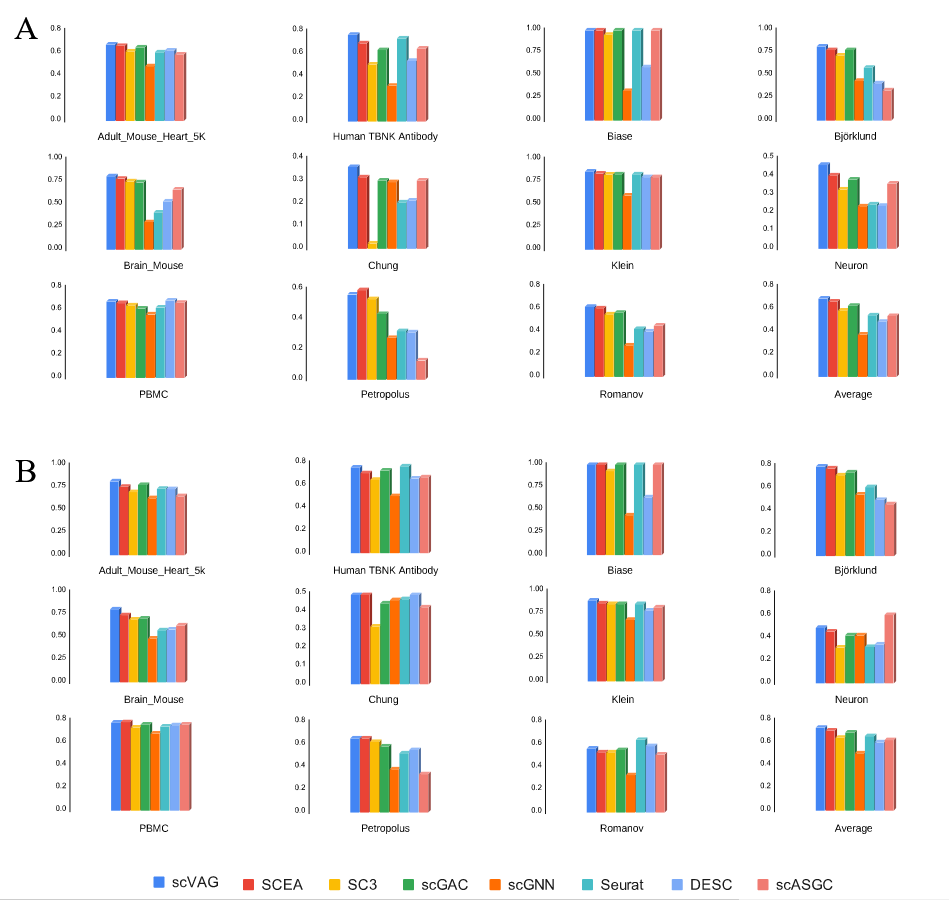 A
0.8 0.6 0.4 0.2 0.0
Adult_Mouse_Heart_5K
0.8 0.6 0.4 0.2 0.0
Human TBNK Antibody
1.00 0.75 0.50 0.25 0.00
Biase
1.00 0.75 0.50 0.25 0.00
Björklund
1.00 0.75 0.50 0.25 0.00
Brain_Mouse
0.4 0.3 0.2 0.1 0.0
Chung
1.00 0.75 0.50 0.25 0.00
Klein
0.5 0.4 0.3 0.2 0.1 0.0
Neuron
0.8 0.6 0.4 0.2 0.0
PBMC
0.6 0.4 0.2 0.0
Petropolus
0.8 0.6 0.4 0.2 0.0
Romanov
0.8 0.6 0.4 0.2 0.0
Average
B
1.00 0.75 0.50 0.25 0.00
Adult_Mouse_Heart_5k
0.8 0.6 0.4 0.2 0.0
Human TBNK Antibody
1.00 0.75 0.50 0.25 0.00
Biase
0.8 0.6 0.4 0.2 0.0
Björklund
1.00 0.75 0.50 0.25 0.00
Brain_Mouse
0.5 0.4 0.3 0.2 0.1 0.0
Chung
1.00 0.75 0.50 0.25 0.00
Klein
0.8 0.6 0.4 0.2 0.0
Neuron
0.8 0.6 0.4 0.2 0.0
PBMC
0.8 0.6 0.4 0.2 0.0
Petropolus
0.8 0.6 0.4 0.2 0.0
Romanov
0.8 0.6 0.4 0.2 0.0
Average
scVAG SCEA SC3 scGAC scGNN Seurat DESC scASGC